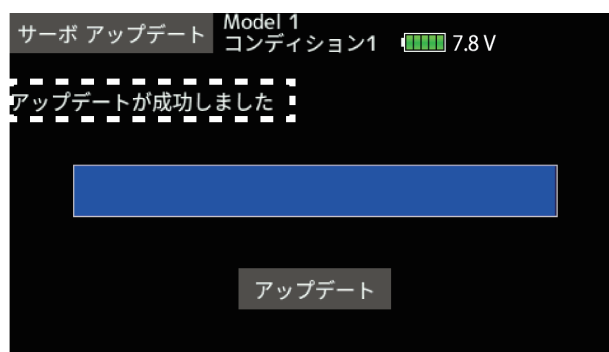 サーボ アップデート
Model 1
コンディション1 7.8 V
アップデートが成功しました
アップデート